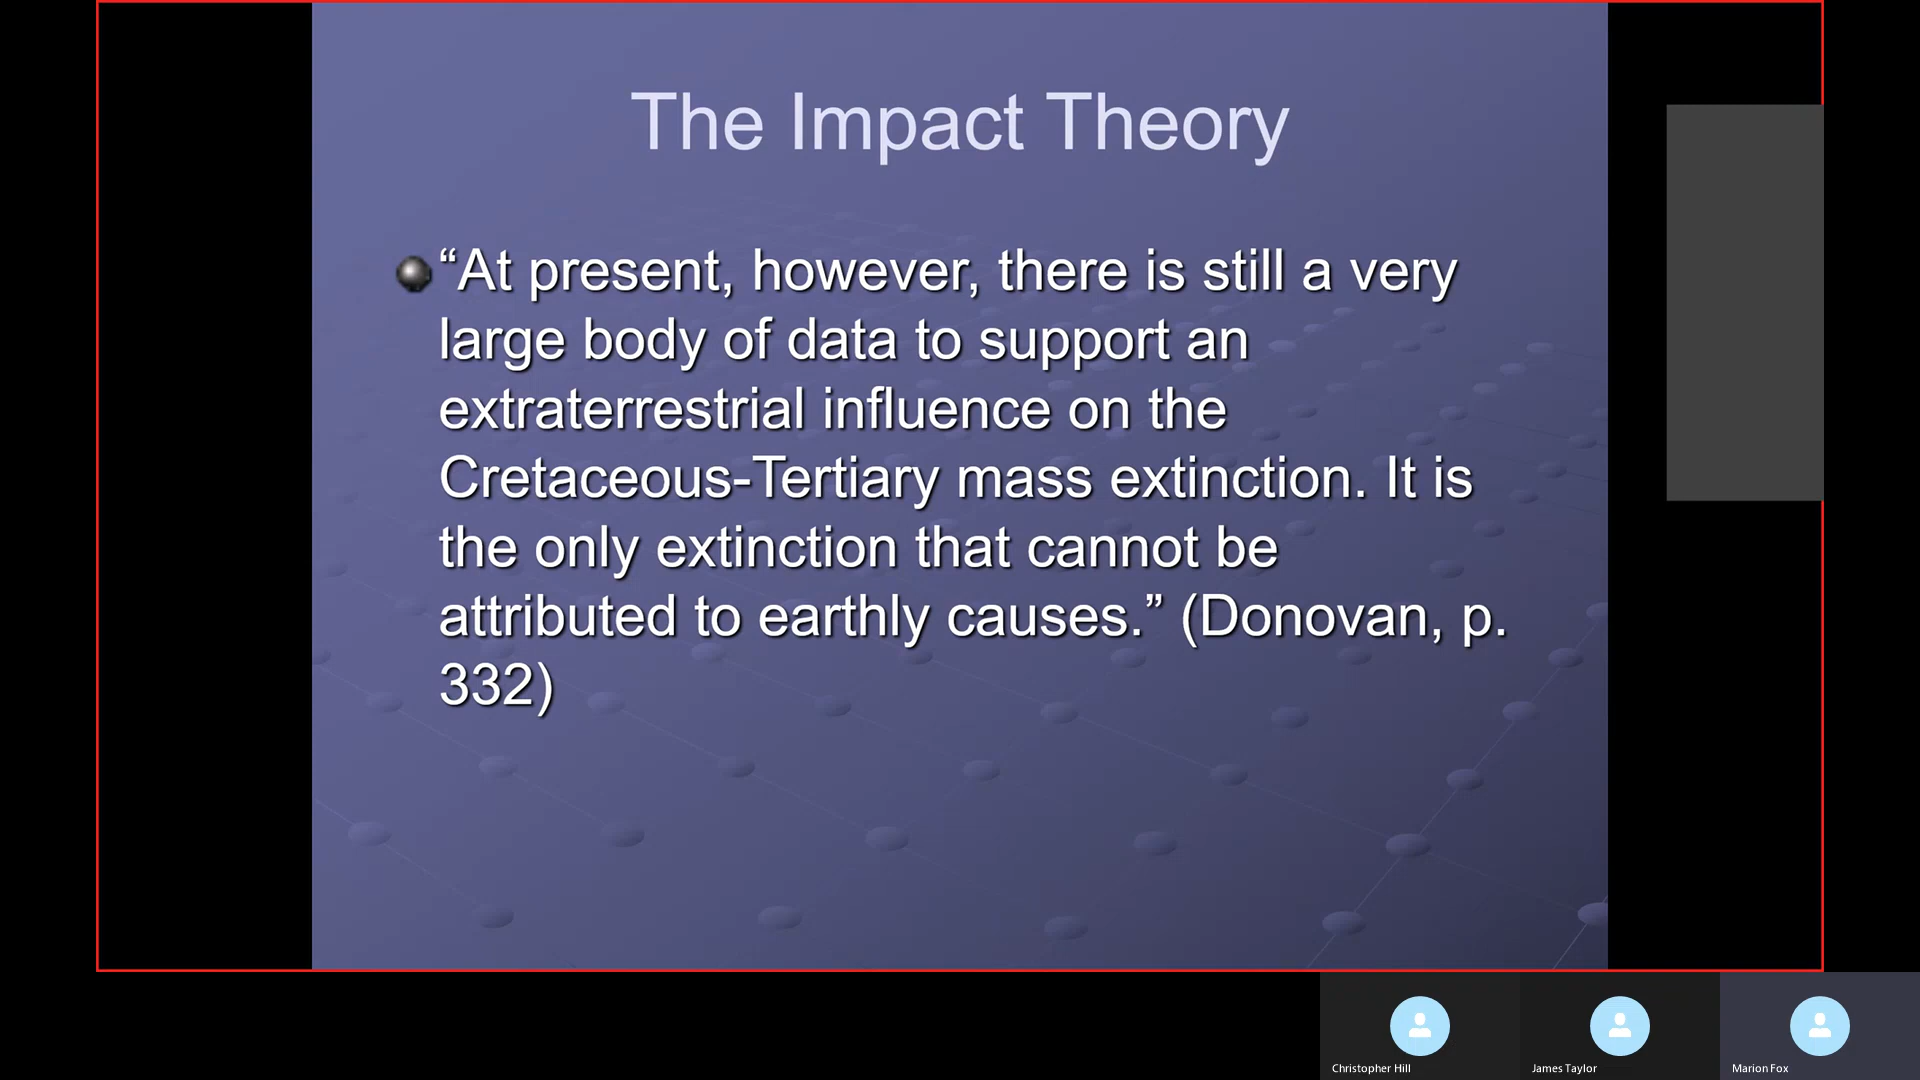 The Impact Theory
“At present, however, there is still a very
large body of data to support an
extraterrestrial influence on the
Cretaceous-Tertiary mass extinction. It is
the only extinction that cannot be
attributed to earthly causes.” (Donovan, p.
332)
Christopher Hill
James Taylor
Marion Fox